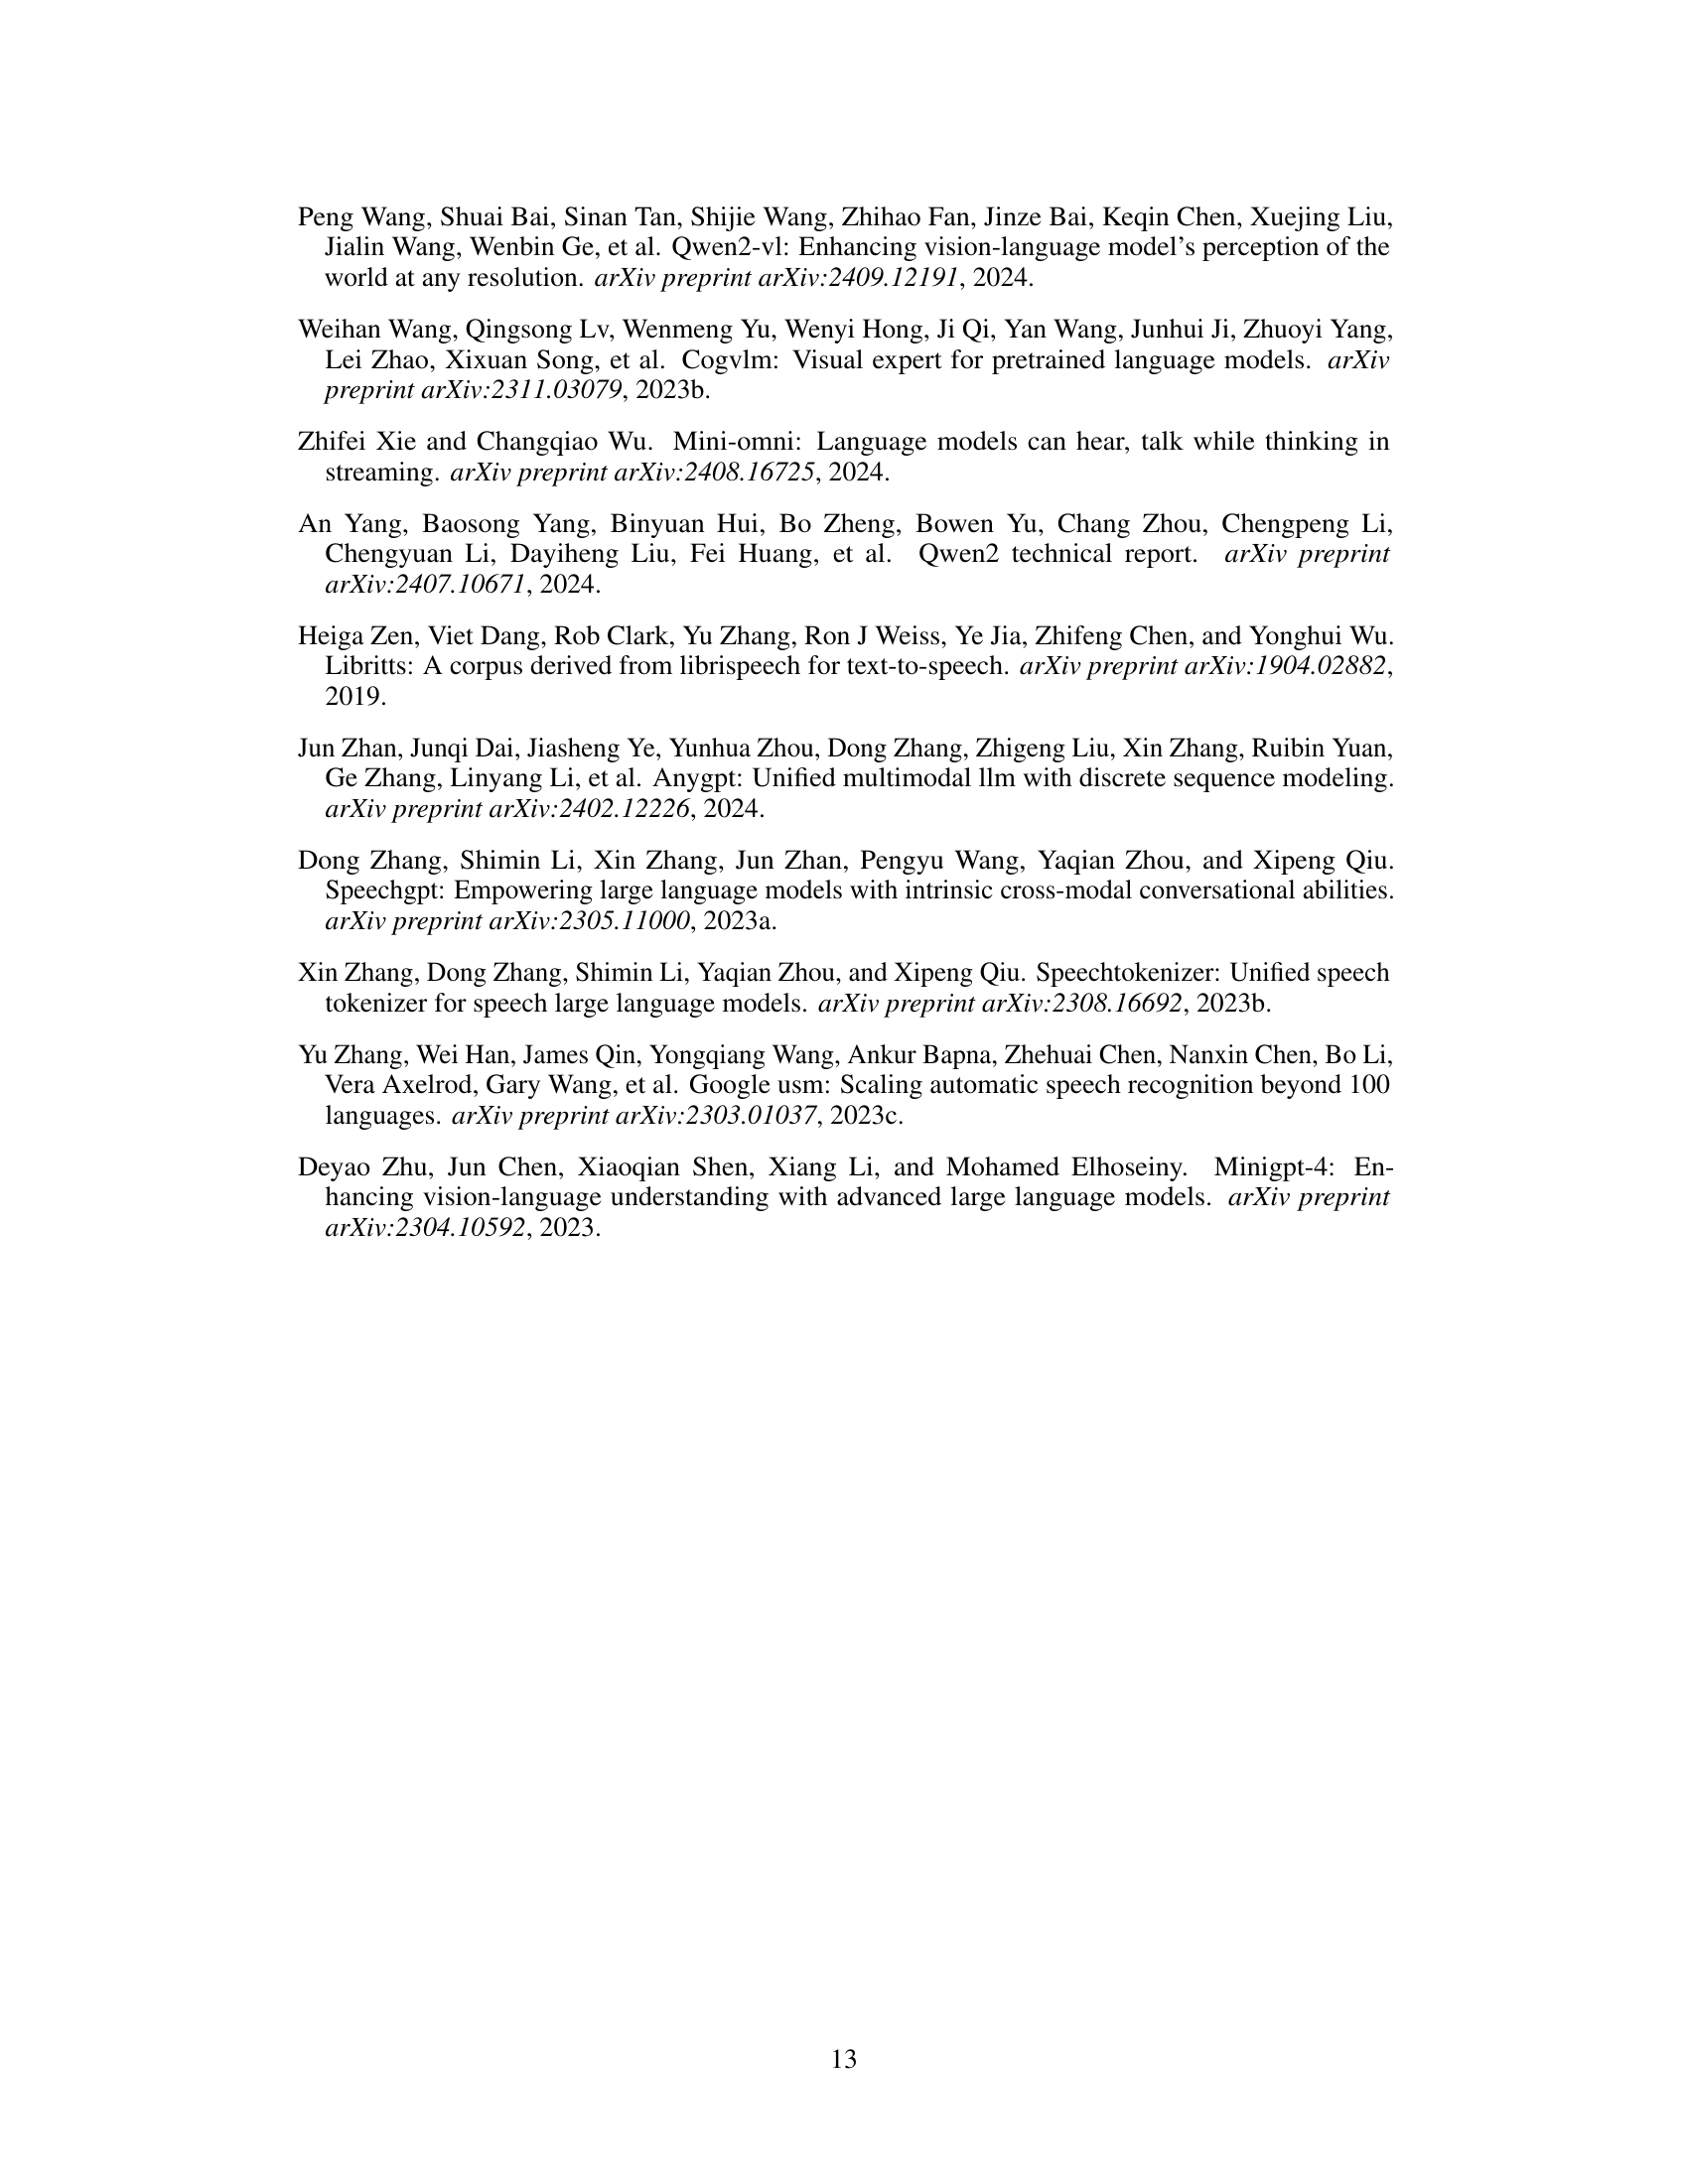 Peng Wang, Shuai Bai, Sinan Tan, Shijie Wang, Zhihao Fan, Jinze Bai, Keqin Chen, Xuejing Liu,
Jialin Wang, Wenbin Ge, et al. Qwen2-vl: Enhancing vision-language model’s perception of the
world at any resolution. arXiv preprint arXiv:2409.12191, 2024.
Weihan Wang, Qingsong Lv, Wenmeng Yu, Wenyi Hong, Ji Qi, Yan Wang, Junhui Ji, Zhuoyi Yang,
Lei Zhao, Xixuan Song, et al. Cogvlm: Visual expert for pretrained language models. arXiv
preprint arXiv:2311.03079, 2023b.
Zhifei Xie and Changqiao Wu. Mini-omni: Language models can hear, talk while thinking in
streaming. arXiv preprint arXiv:2408.16725, 2024.
An Yang, Baosong Yang, Binyuan Hui, Bo Zheng, Bowen Yu, Chang Zhou, Chengpeng Li,
Chengyuan Li, Dayiheng Liu, Fei Huang, et al. Qwen2 technical report. arXiv preprint
arXiv:2407.10671, 2024.
Heiga Zen, Viet Dang, Rob Clark, Yu Zhang, Ron J Weiss, Ye Jia, Zhifeng Chen, and Yonghui Wu.
Libritts: A corpus derived from librispeech for text-to-speech. arXiv preprint arXiv:1904.02882,
2019.
Jun Zhan, Junqi Dai, Jiasheng Ye, Yunhua Zhou, Dong Zhang, Zhigeng Liu, Xin Zhang, Ruibin Yuan,
Ge Zhang, Linyang Li, et al. Anygpt: Unified multimodal llm with discrete sequence modeling.
arXiv preprint arXiv:2402.12226, 2024.
Dong Zhang, Shimin Li, Xin Zhang, Jun Zhan, Pengyu Wang, Yaqian Zhou, and Xipeng Qiu.
Speechgpt: Empowering large language models with intrinsic cross-modal conversational abilities.
arXiv preprint arXiv:2305.11000, 2023a.
Xin Zhang, Dong Zhang, Shimin Li, Yaqian Zhou, and Xipeng Qiu. Speechtokenizer: Unified speech
tokenizer for speech large language models. arXiv preprint arXiv:2308.16692, 2023b.
Yu Zhang, Wei Han, James Qin, Yongqiang Wang, Ankur Bapna, Zhehuai Chen, Nanxin Chen, Bo Li,
Vera Axelrod, Gary Wang, et al. Google usm: Scaling automatic speech recognition beyond 100
languages. arXiv preprint arXiv:2303.01037, 2023c.
Deyao Zhu, Jun Chen, Xiaoqian Shen, Xiang Li, and Mohamed Elhoseiny. Minigpt-4: En-
hancing vision-language understanding with advanced large language models. arXiv preprint
arXiv:2304.10592, 2023.
13